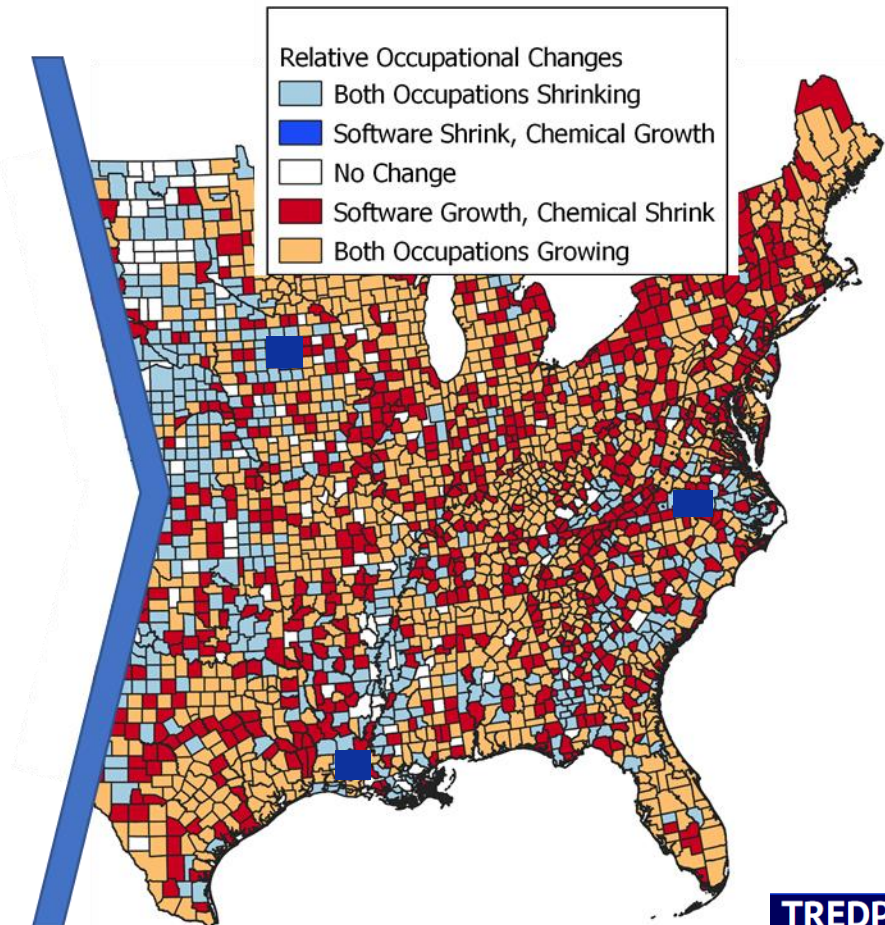 Relative Occupational Changes
Both Occupations Shrinking
Software Shrink, Chemical Growth
No Change
Software Growth, Chemical Shrink
Both Occupations Growing